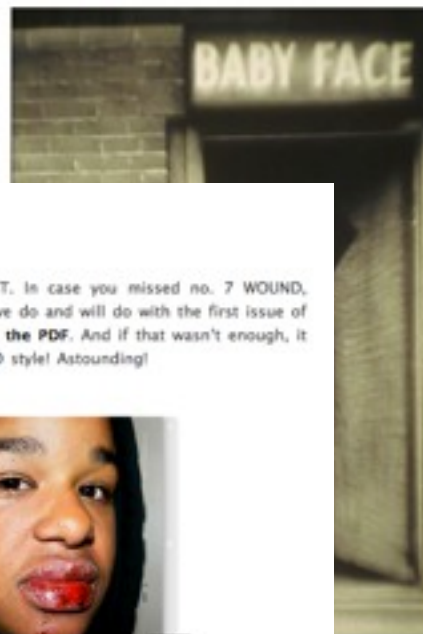 BABY FACE
T. In case you missed no. 7 WOUND,
ve do and will do with the first issue of
the PDF. And if that wasn't enough, it
style! Astounding!